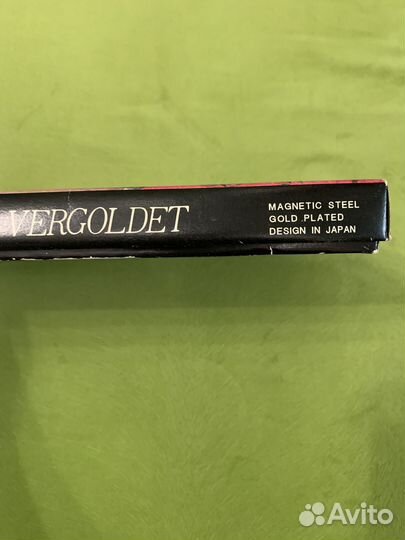 VERGOLDET
MAGNETIC STEEL
GOLD PLATED
DESIGN IN JAPAN
Avito